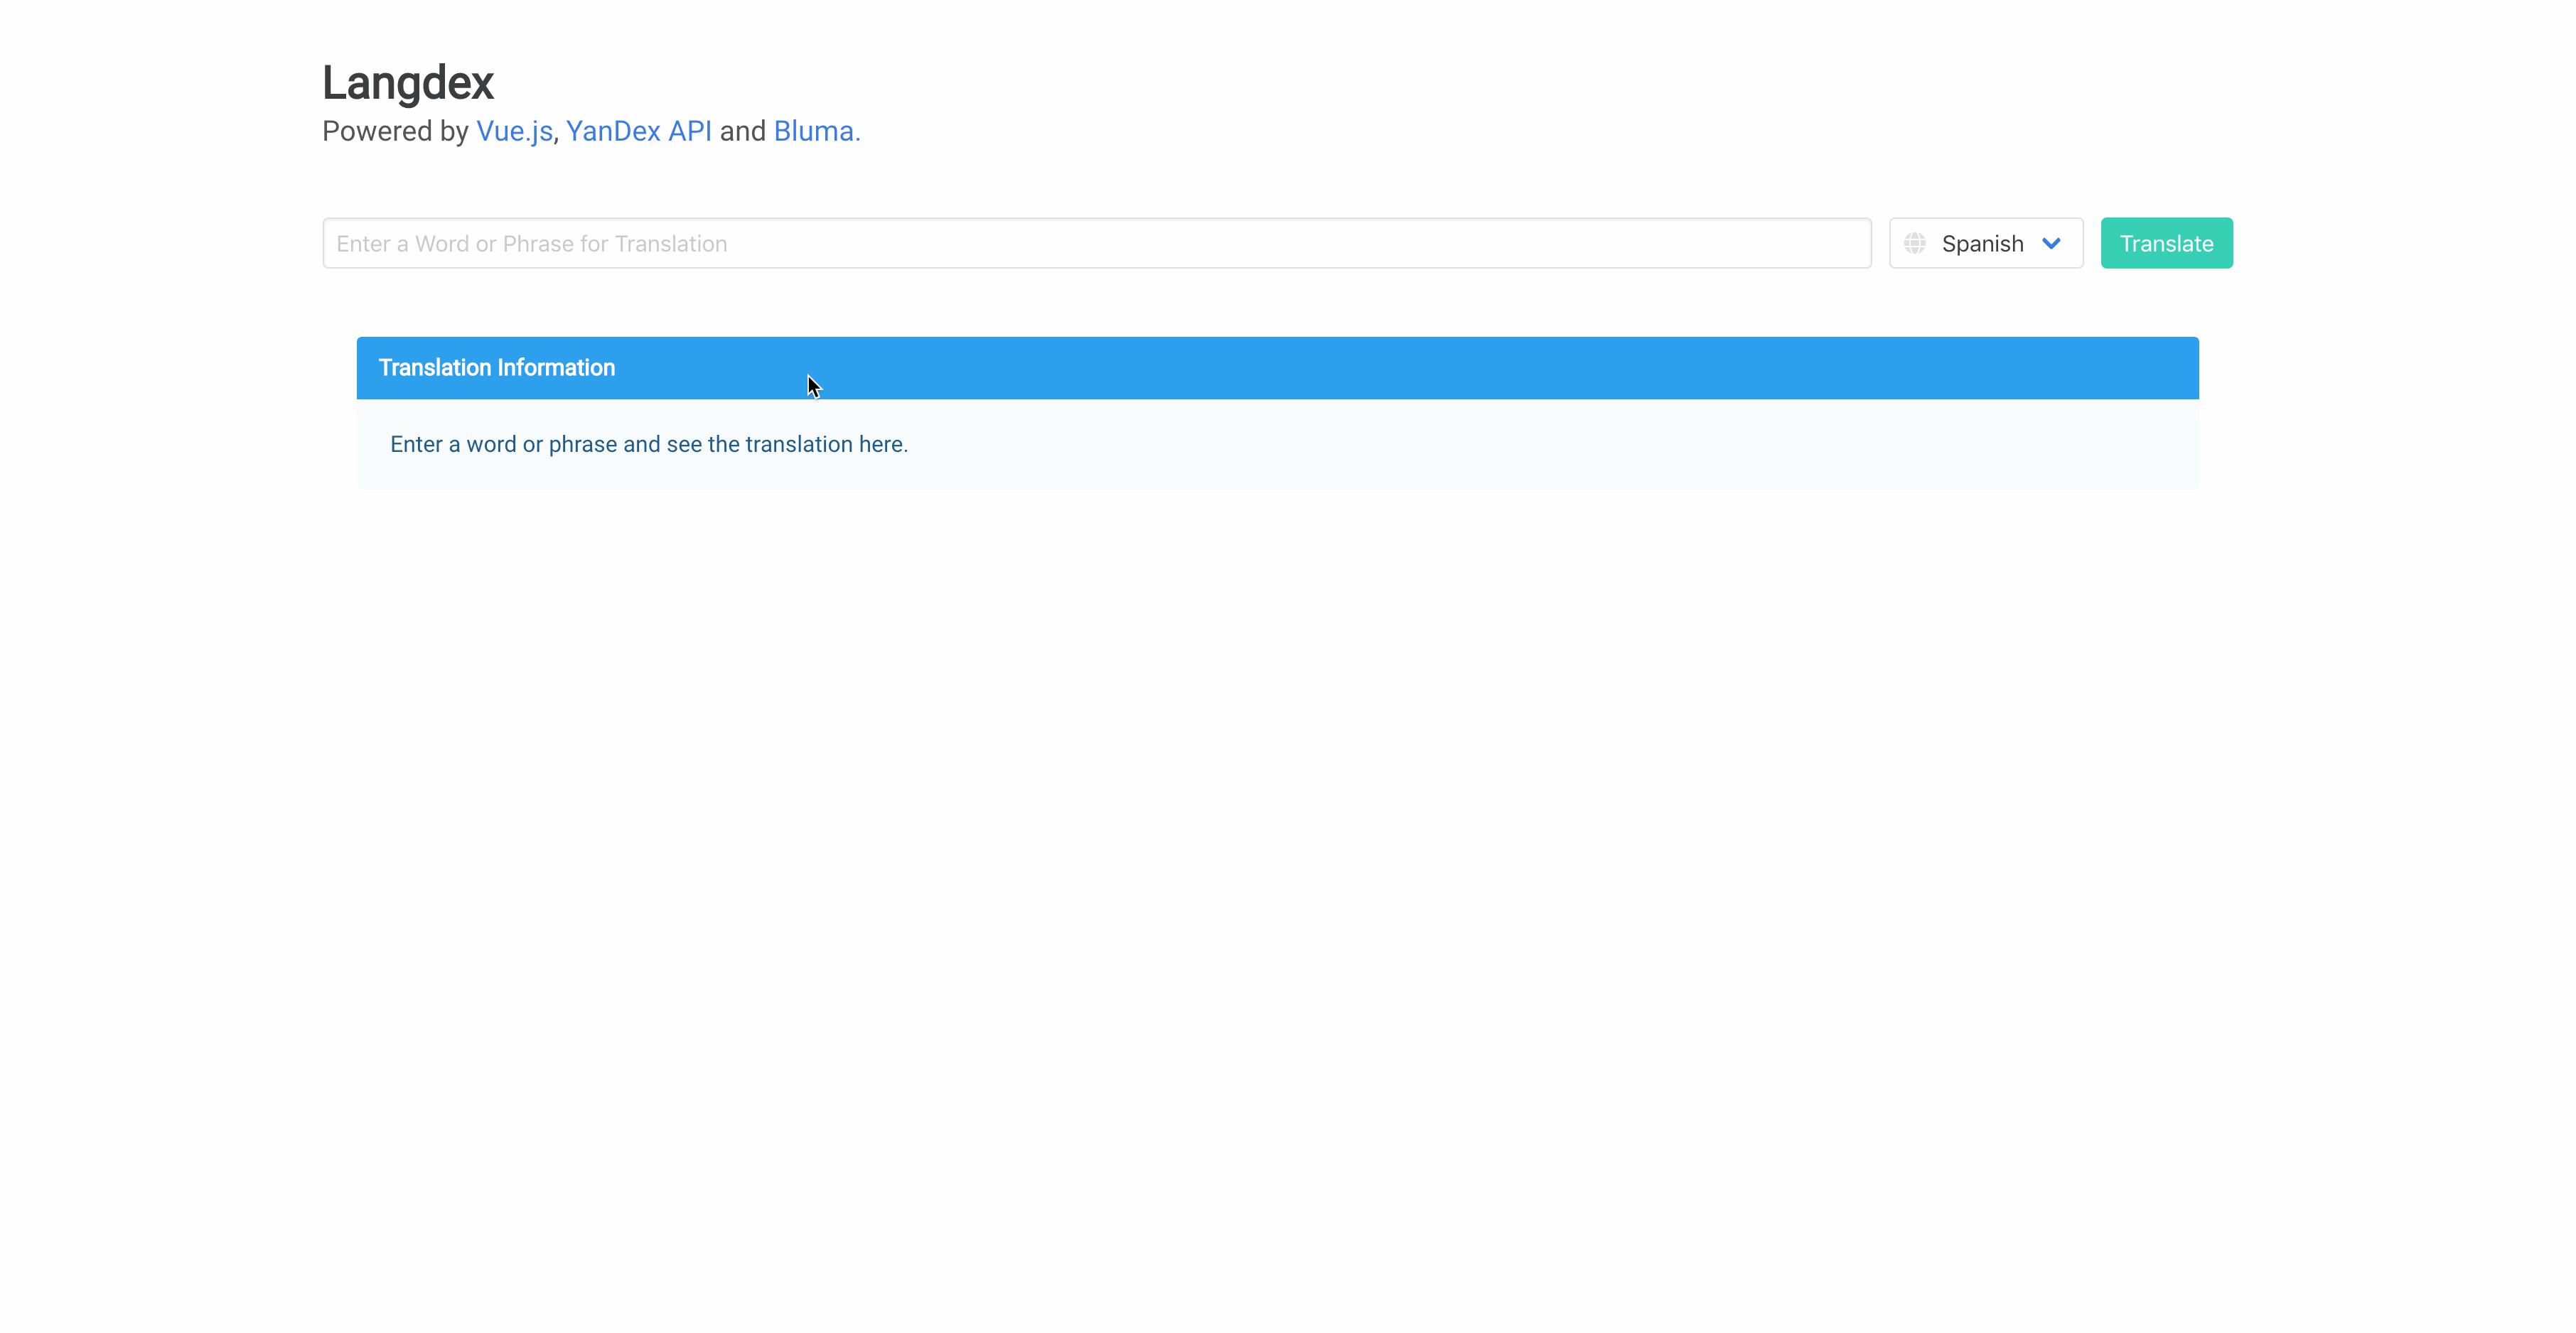 Langdex
Powered by Vue.js, YanDex API and Bluma.
Enter a Word or Phrase for Translation
Spanish
Translate
Translation Information
Enter a word or phrase and see the translation here.